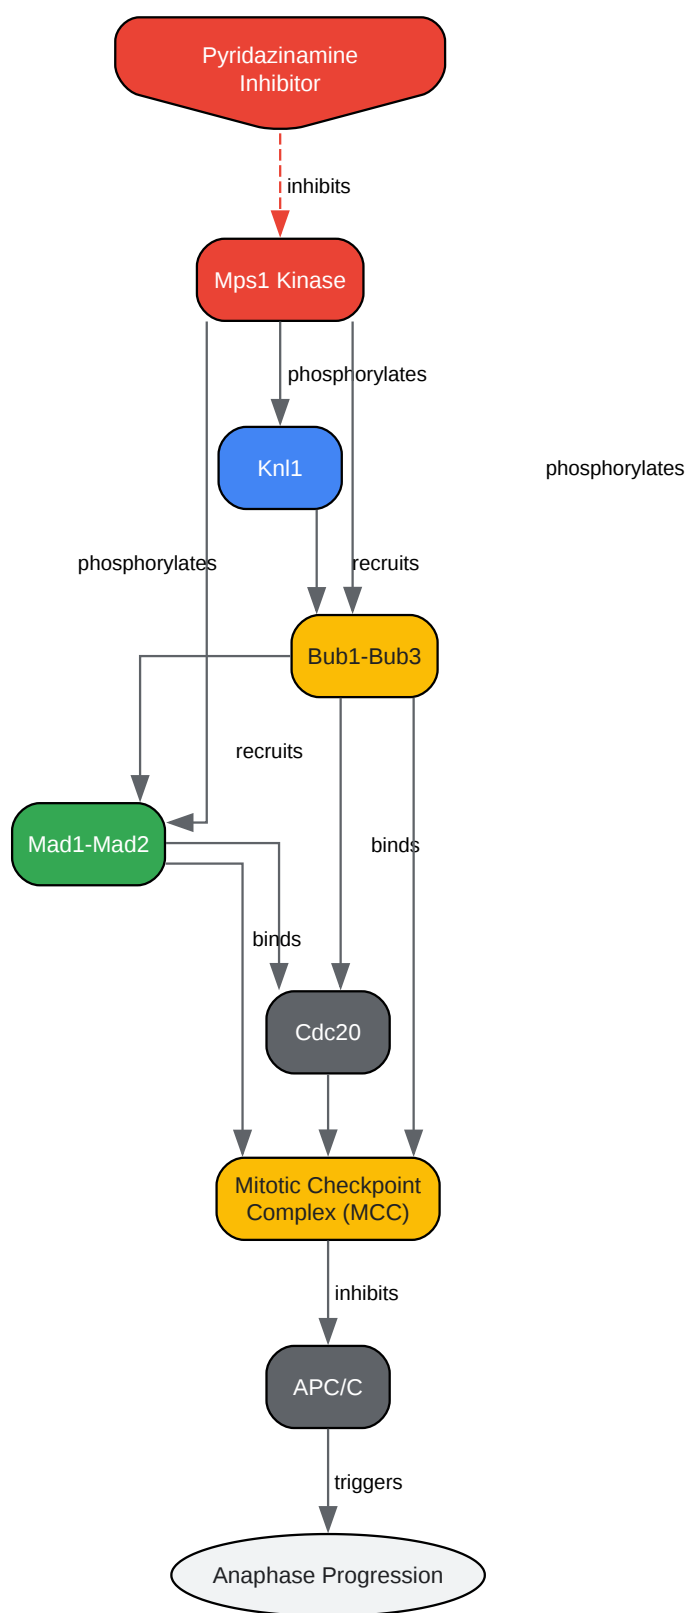 Pyridazinamine
Inhibitor
inhibits
Mps1 Kinase
phosphorylates
Knl1
phosphorylates
phosphorylates
recruits
Bub1-Bub3
recruits
Mad1-Mad2
binds
binds
Cdc20
Mitotic Checkpoint
Complex (MCC)
inhibits
APC/C
triggers
Anaphase Progression